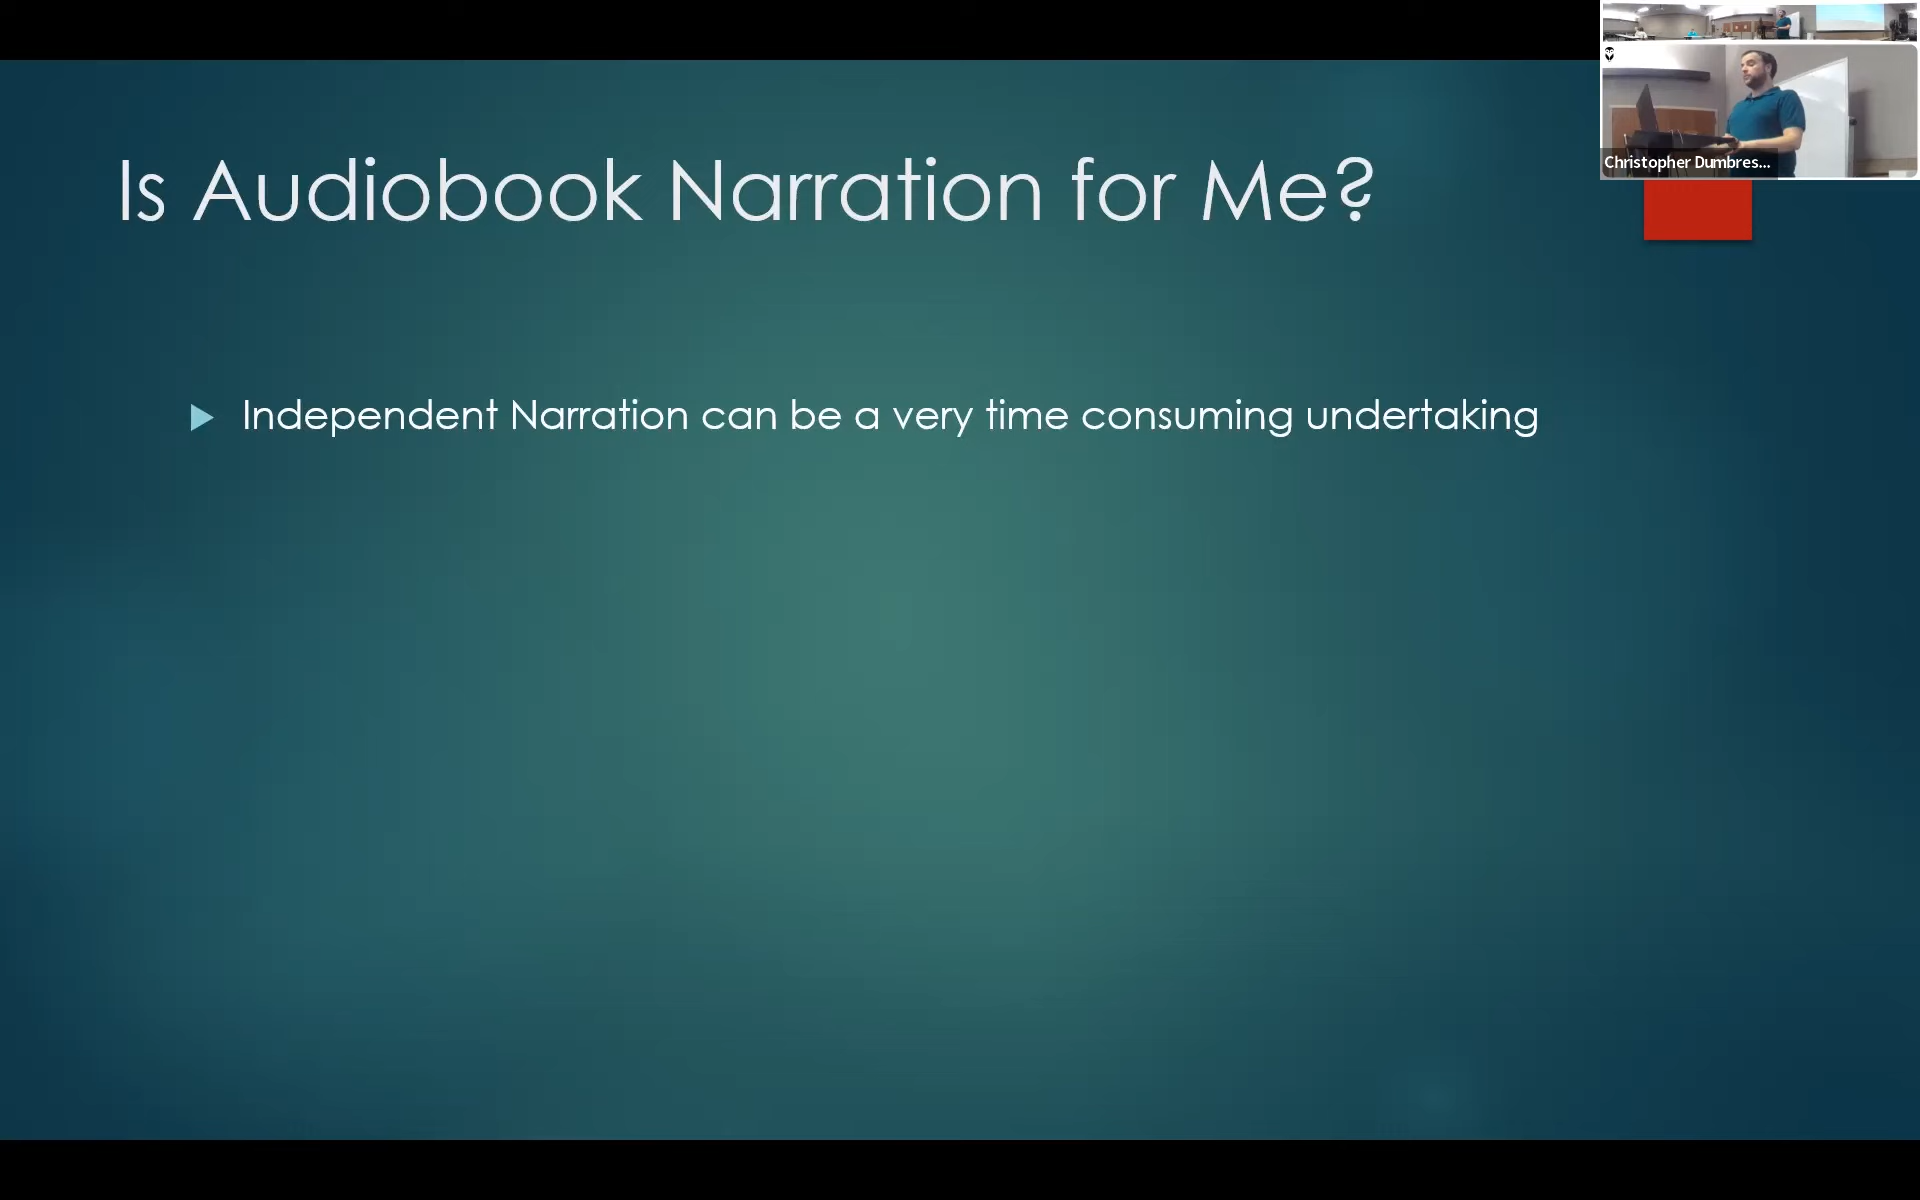 Is Audiobook Narration for Me?
Christopher Dumbres...
Independent Narration can be a very time consuming undertaking